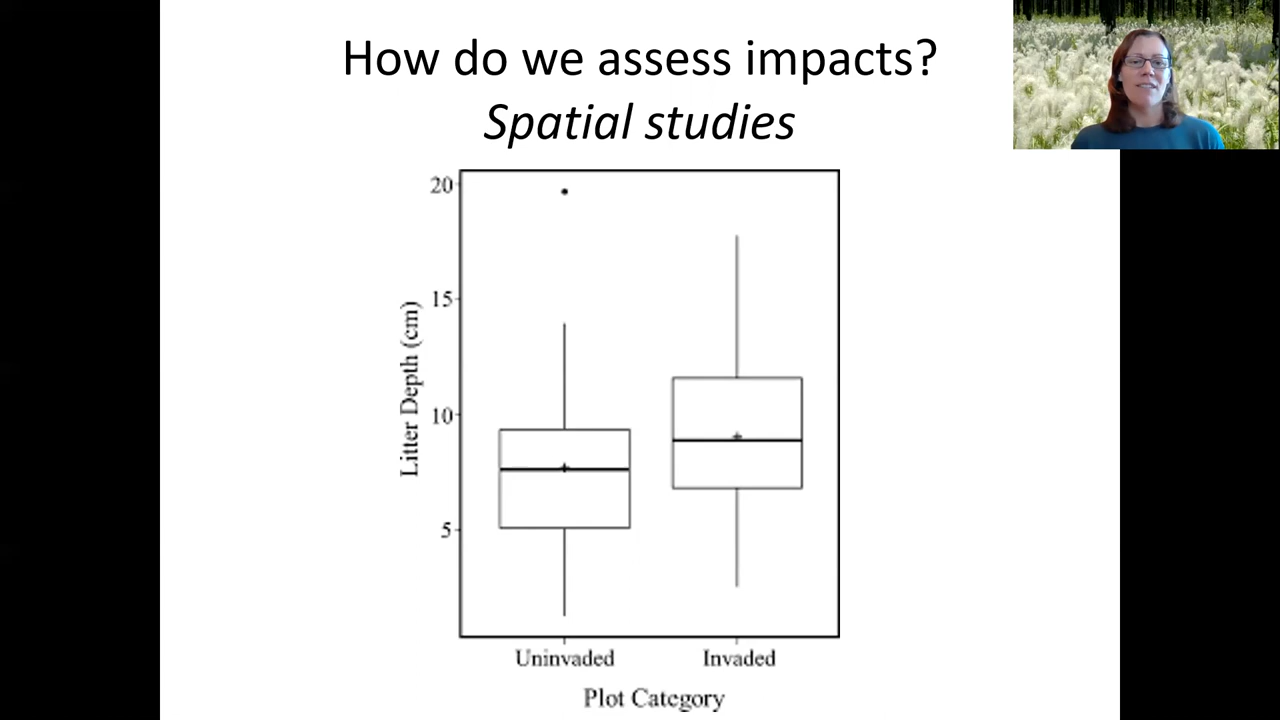 How do we assess impacts?
Spatial studies
20
15
10
5
Litter Depth (cm)
Uninvaded
Invaded
Plot Category